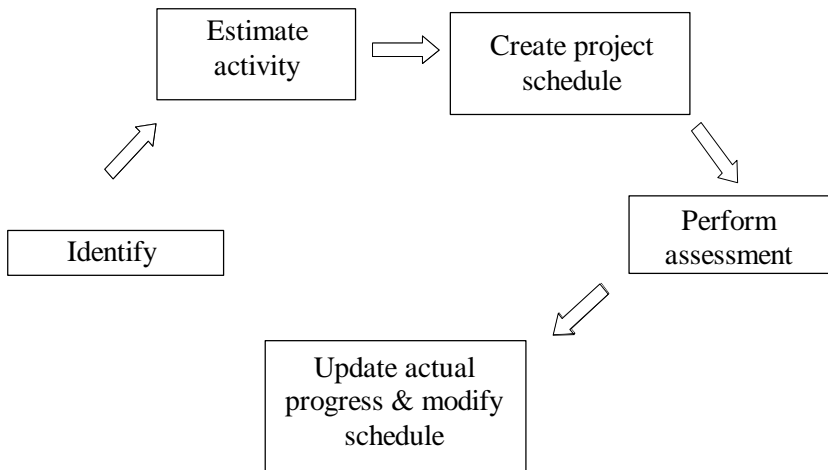 Estimate
activity
Create project
schedule
Identify
Perform
assessment
Update actual
progress & modify
schedule